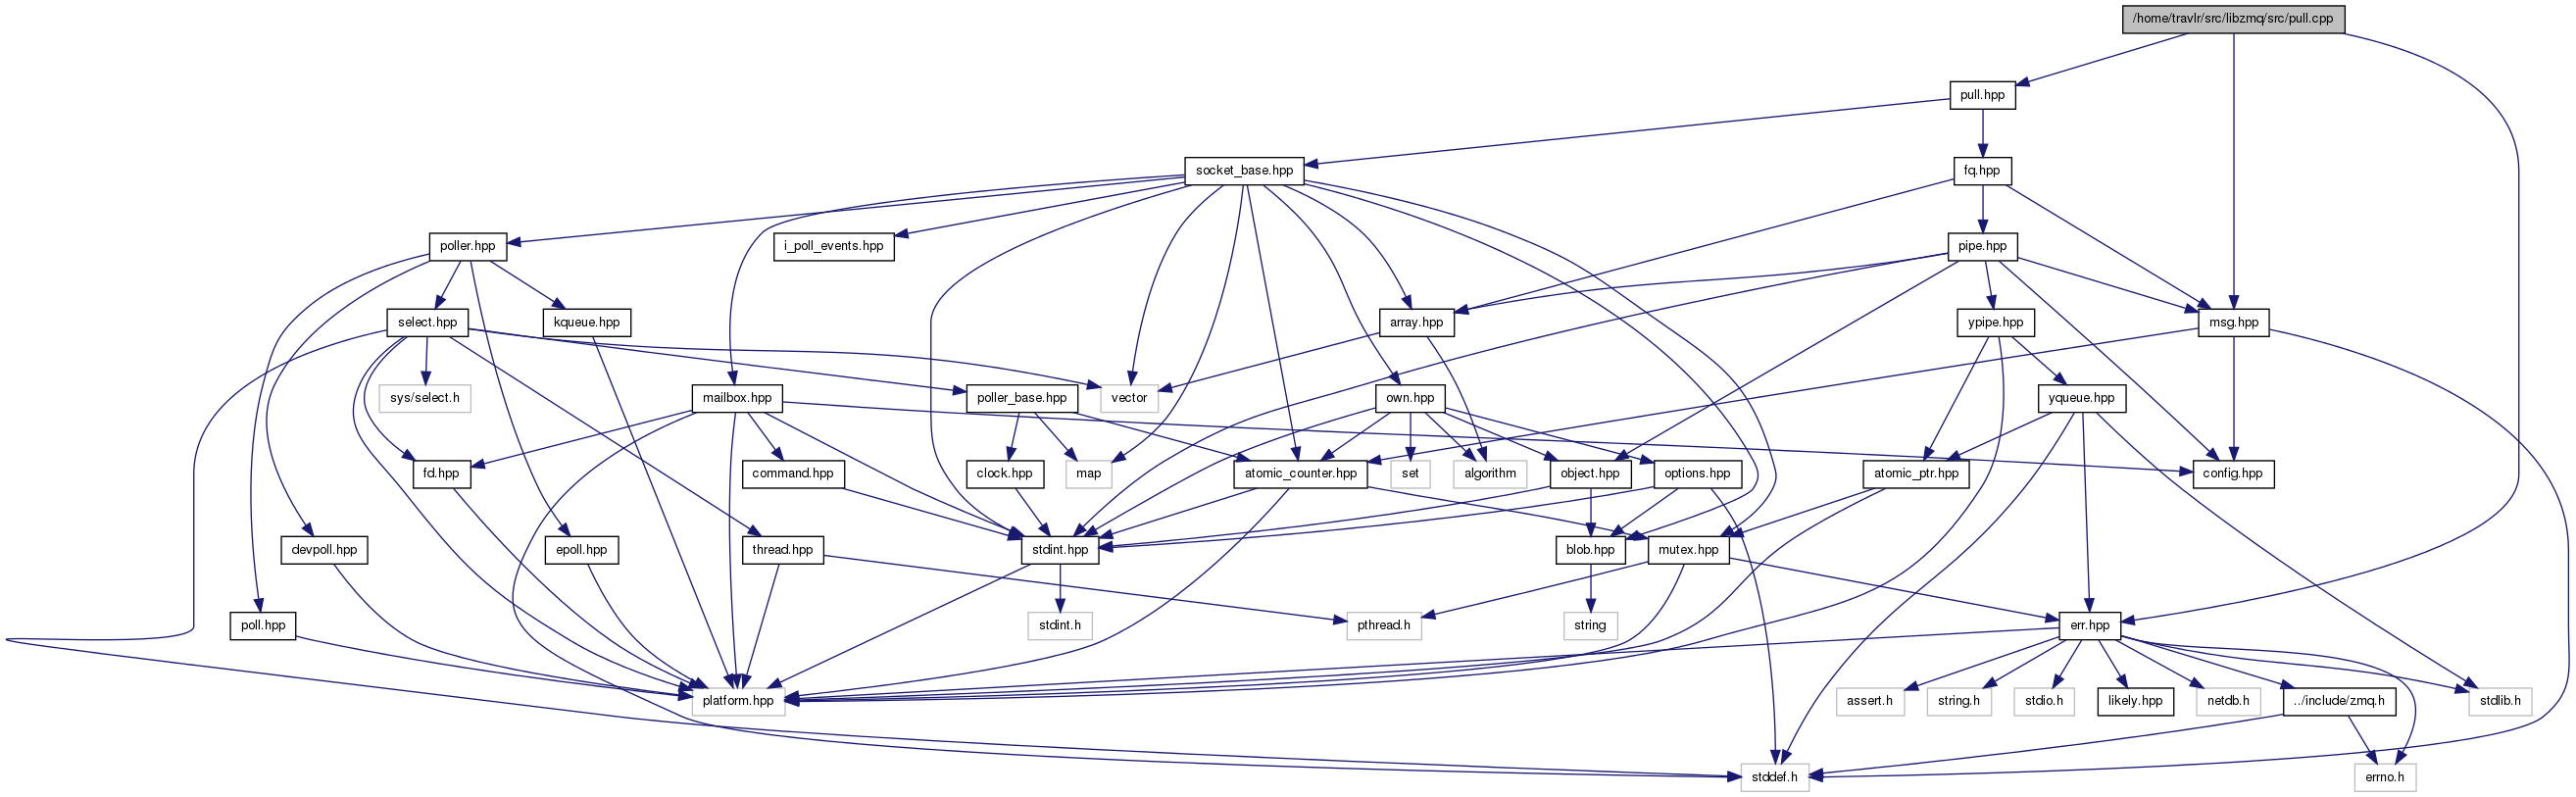 /home/travlr/src/libzmq/src/pull.cpp
pull.hpp
socket_base.hpp
fq.hpp
poller.hpp
i_poll_events.hpp
pipe.hpp
select.hpp
kqueue.hpp
array.hpp
ypipe.hpp
msg.hpp
sys/select.h
mailbox.hpp
poller_base.hpp
vector
own.hpp
yqueue.hpp
fd.hpp
command.hpp
clock.hpp
map
atomic_counter.hpp
set
algorithm
object.hpp
options.hpp
atomic_ptr.hpp
config.hpp
devpoll.hpp
epoll.hpp
thread.hpp
stdint.hpp
blob.hpp
mutex.hpp
poll.hpp
stdint.h
pthread.h
string
err.hpp
platform.hpp
assert.h
string.h
stdio.h
likely.hpp
netdb.h
../include/zmq.h
stdlib.h
stddef.h
errno.h